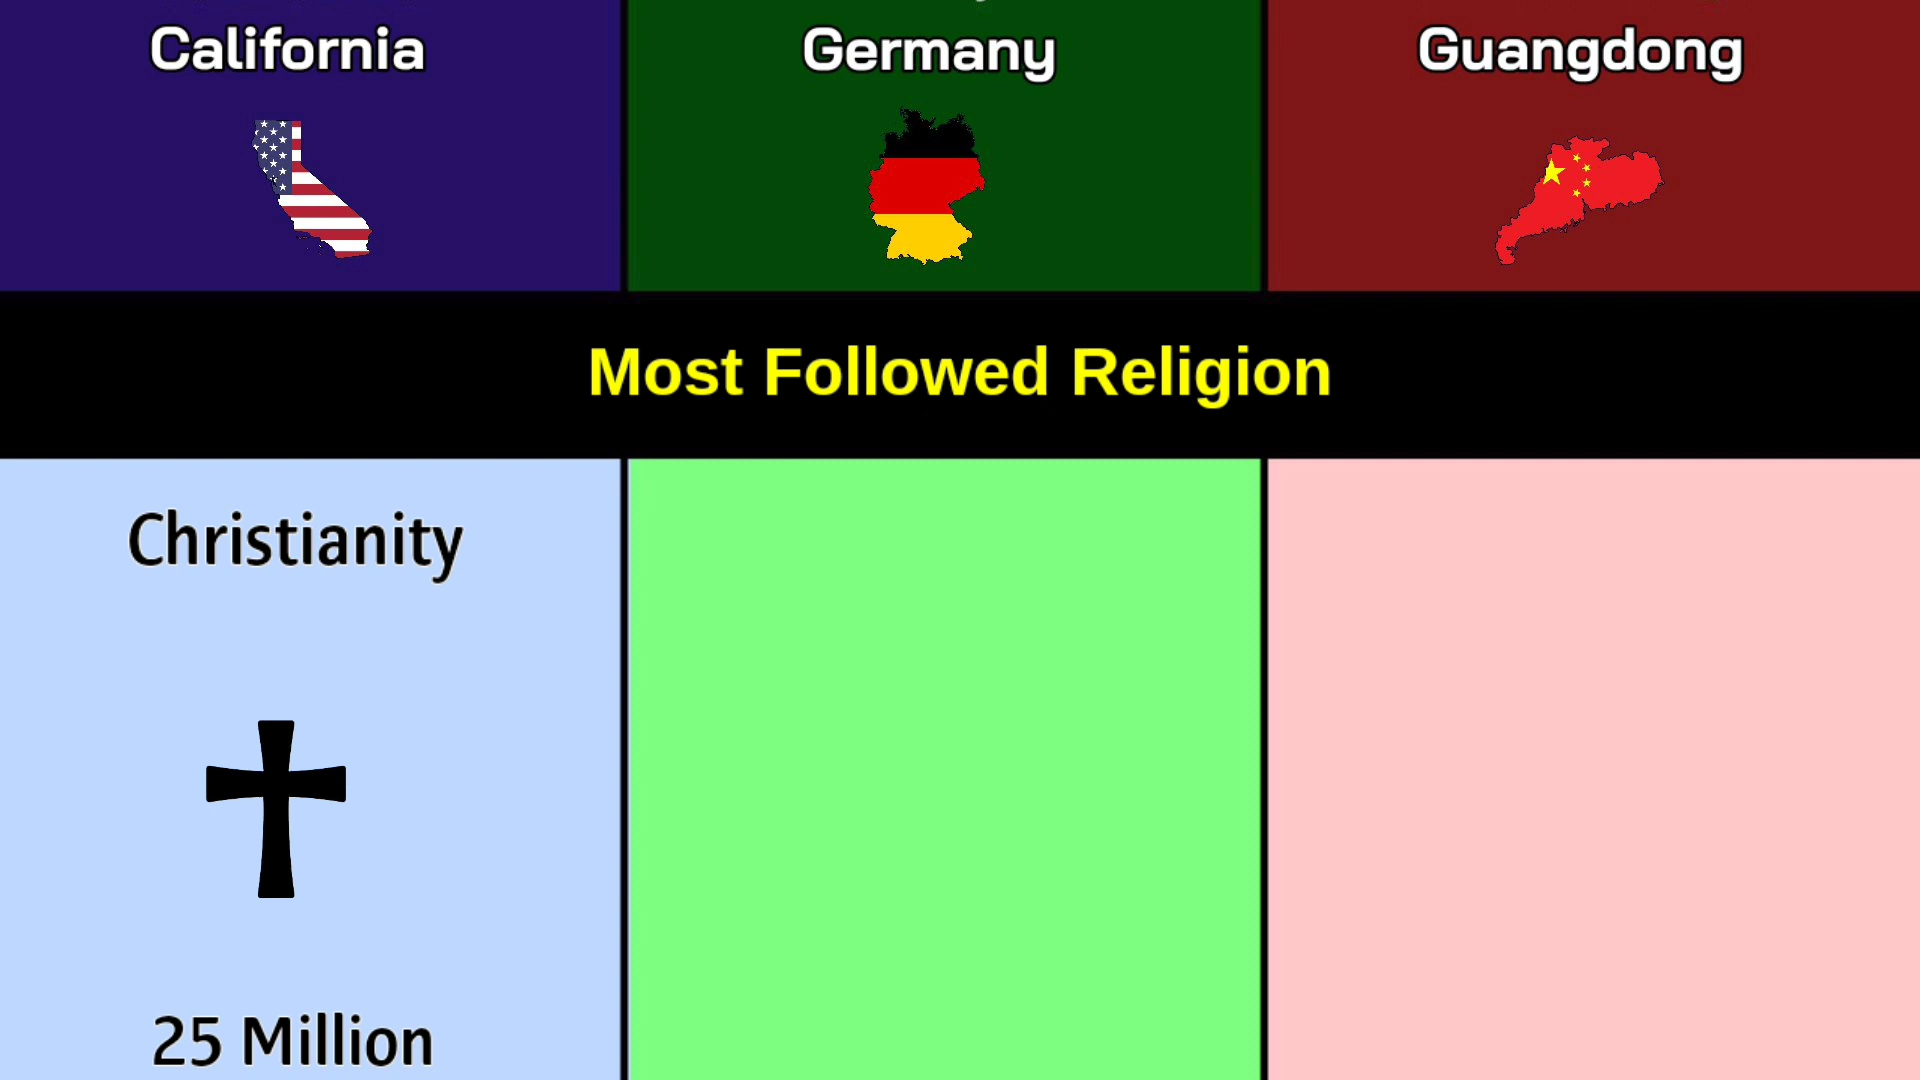 California
Germany
Guangdong
Most Followed Religion
Christianity
25 Million